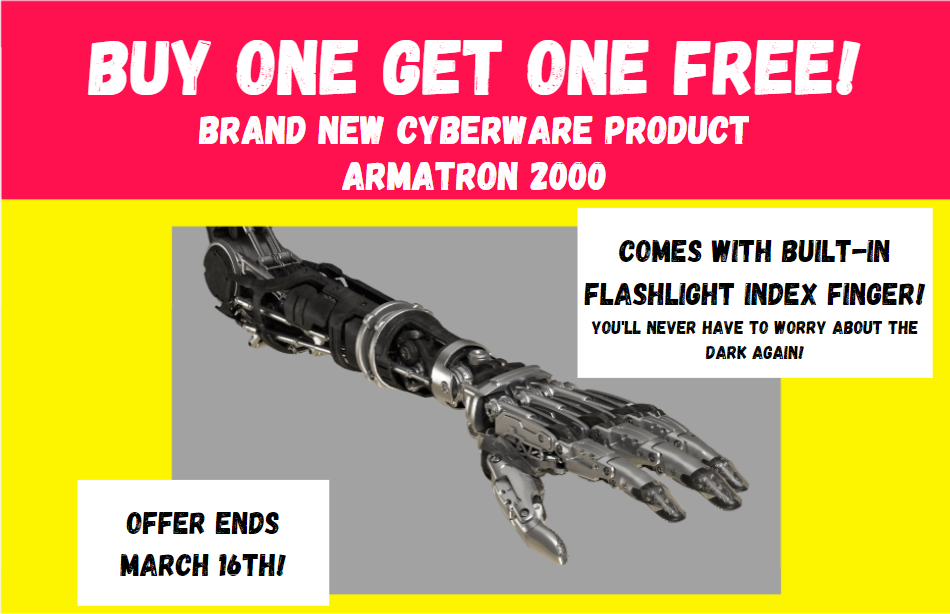 BUY ONE GET ONE FREE!
BRAND NEW CYBERWARE PRODUCT
ARMATRON 2000
COMES WITH BUILT-IN
FLASHLIGHT INDEX FINGER!
YOU'LL NEVER HAVE TO WORRY ABOUT THE
DARK AGAIN!
OFFER ENDS
MARCH 16TH!